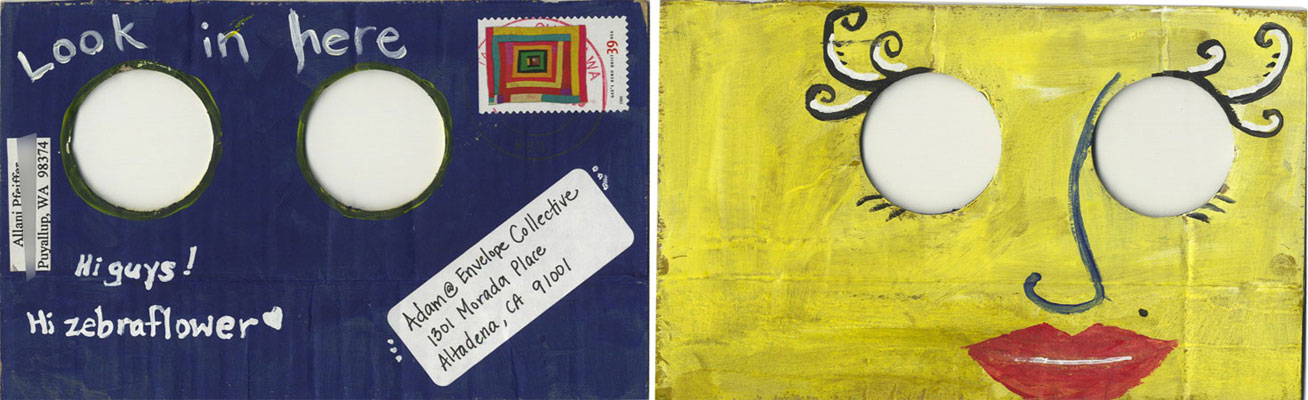 Look in here
39
WA
Allani Pfeiffer
Puyallup, WA 98374
Hi guys!
Hi zebraflower
Adam @ Envelope Collective
1301 Morada Place
Altadena, CA 91001